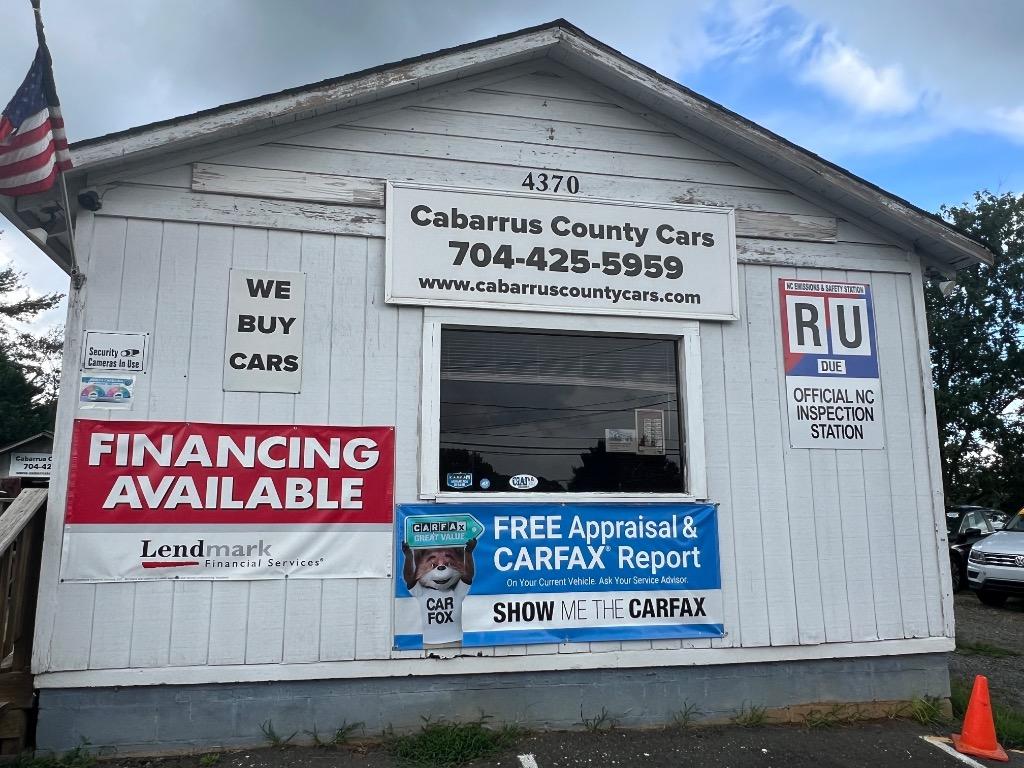 4370
Cabarrus County Cars
704-425-5959
www.cabarruscountycars.com
WE
BUY
CARS
NC EMISSIONS & SAFETY STATION
R U
DUE
OFFICIAL NC
INSPECTION
STATION
Security
Cameras In Use
FINANCING
AVAILABLE
Lendmark
Financial Services®
CARFAX
GREAT VALUE
FREE Appraisal &
CARFAX® Report
On Your Current Vehicle. Ask Your Service Advisor.
SHOW ME THE CARFAX
CAR
FOX
Cabarrus C
704-42